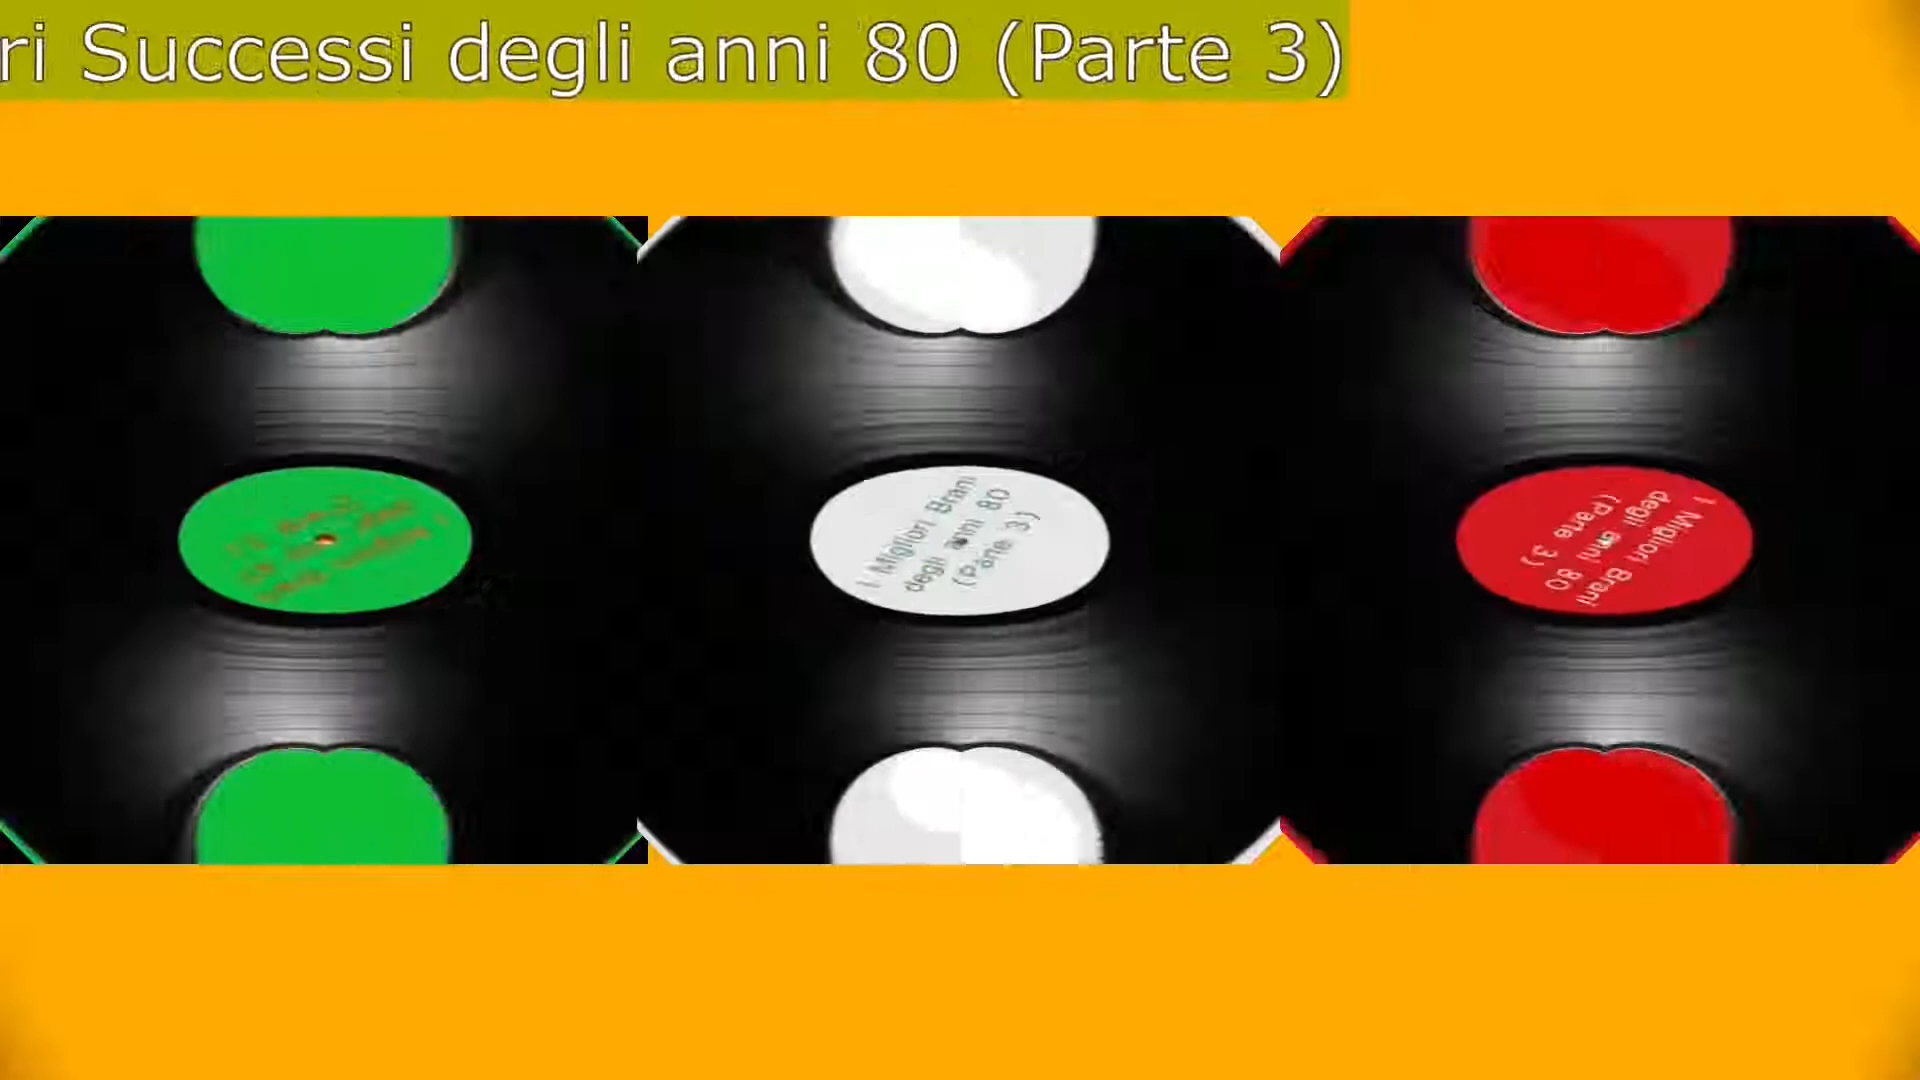 ri Successi degli anni 80 (Parte 3)
I Migliori Brani
degli anni 80
(Parte 3)
I Migliori Brani
degli anni 80
(Parte 3)